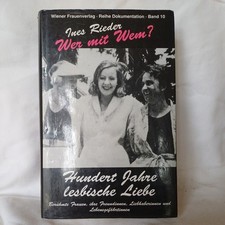 Wiener Frauenverlag · Reihe Dokumentation · Band 10
Ines Rieder
Wer mit Wem?
Hundert Jahre
lesbische Liebe
Berühmte Frauen, ihre Freundinnen, Liebhaberinnen und
Lebensgefährtinnen